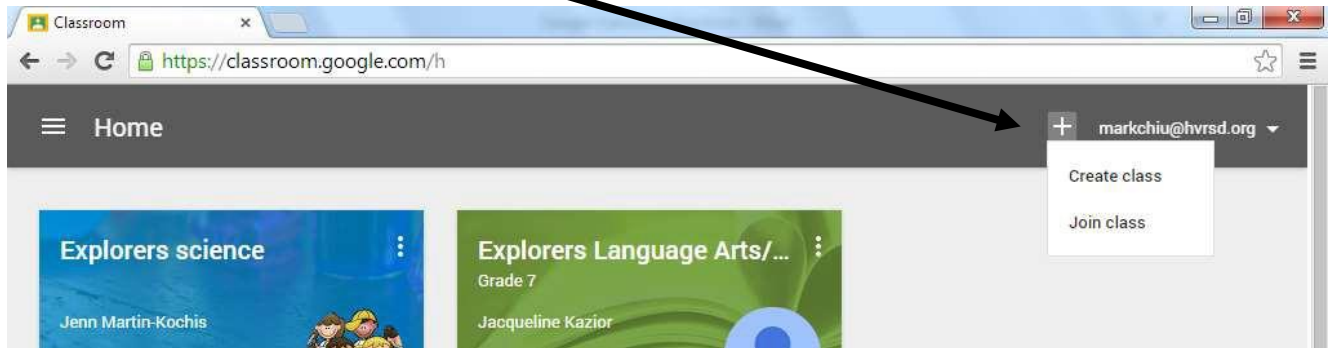 Classroom
https://classroom.google.com/h
Home
markchiu@hvrsd.org
Create class
Join class
Explorers science
Jenn Martin-Kochis
Explorers Language Arts/...
Grade 7
Jacqueline Kazior